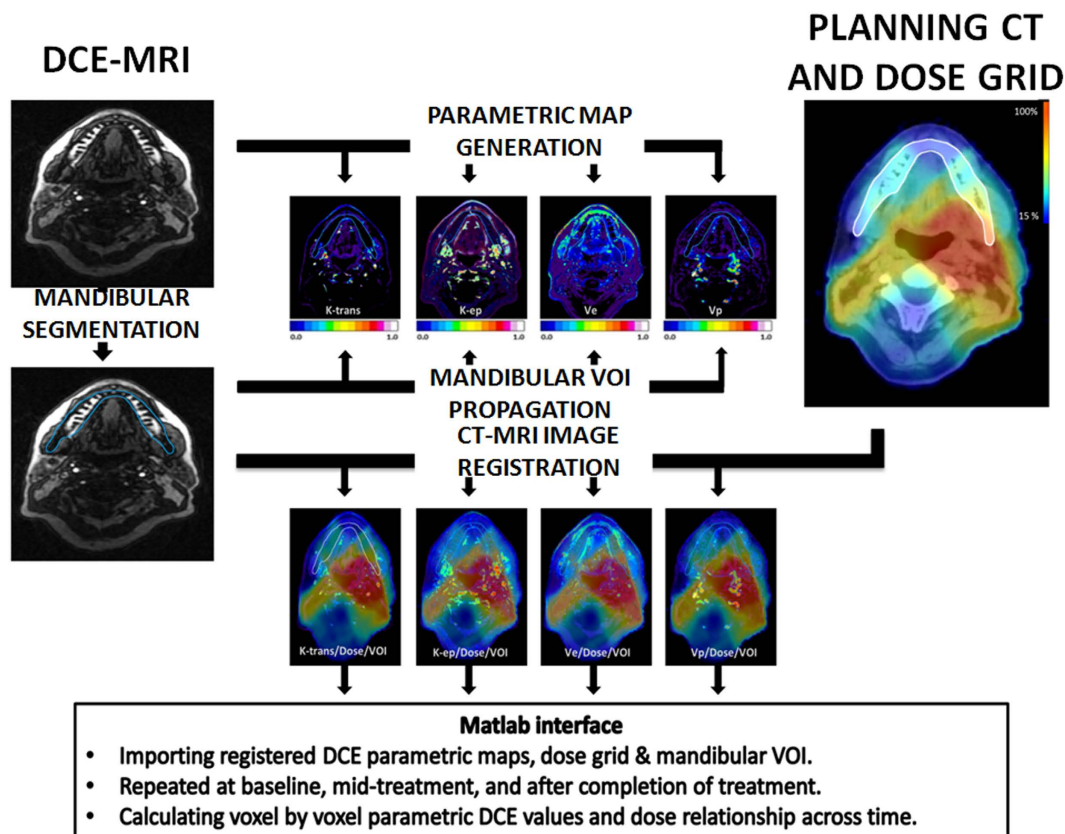 DCE-MRI
PLANNING CT
AND DOSE GRID
PARAMETRIC MAP
GENERATION
100%
15 %
MANDIBULAR
SEGMENTATION
K-trans
K-ep
Ve
Vp
0.0 1.0
0.0 1.0
0.0 1.0
0.0 1.0
MANDIBULAR VOI
PROPAGATION
CT-MRI IMAGE
REGISTRATION
K-trans/Dose/VOI
K-ep/Dose/VOI
Ve/Dose/VOI
Vp/Dose/VOI
Matlab interface
• Importing registered DCE parametric maps, dose grid & mandibular VOI.
• Repeated at baseline, mid-treatment, and after completion of treatment.
• Calculating voxel by voxel parametric DCE values and dose relationship across time.